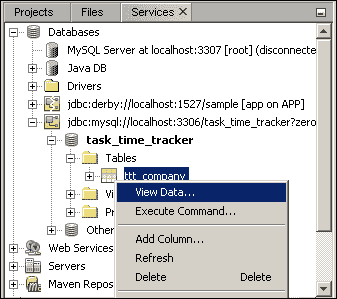 Projects Files Services
Databases
MySQL Server at localhost:3307 [root] (disconnecte
Java DB
Drivers
jdbc:derby://localhost:1527/sample [app on APP]
jdbc:mysql://localhost:3306/task_time_tracker?zero
task_time_tracker
Tables
ttt_company
Vi
View Data...
Pr
Execute Command...
Other
Add Column...
Web Services
Refresh
Servers
Delete Delete
Maven Repos